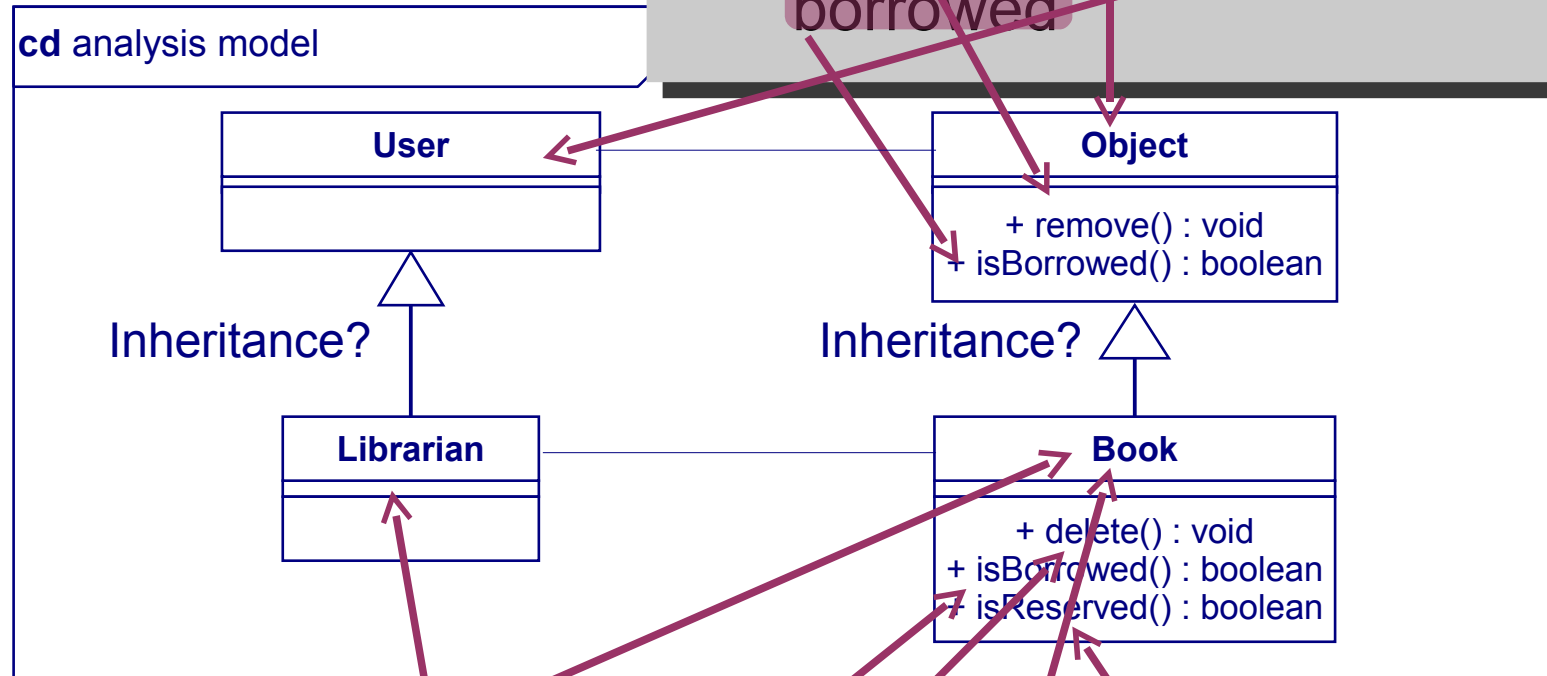 borrowed
cd analysis model
User
Object
+ remove() : void
+ isBorrowed() : boolean
Inheritance?
Inheritance?
Librarian
Book
+ delete() : void
+ isBorrowed() : boolean
+ isReserved() : boolean